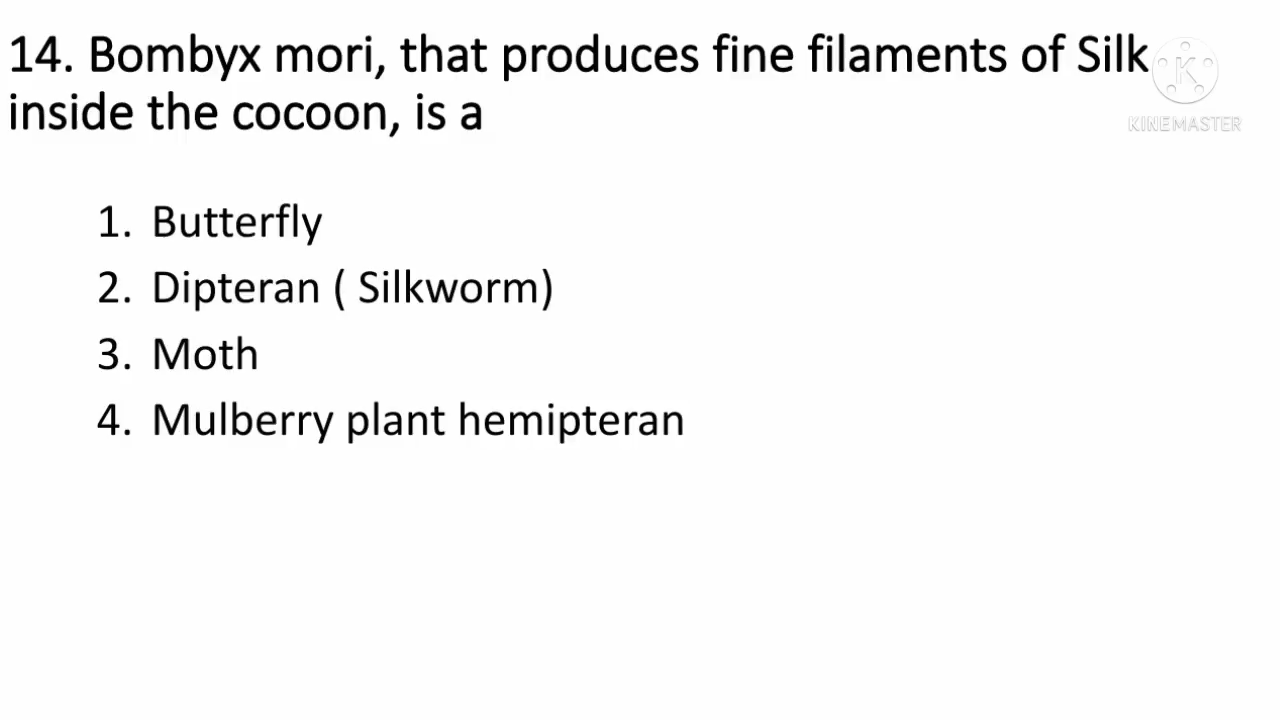 14. Bombyx mori, that produces fine filaments of Silk
inside the cocoon, is a
K
KINEMASTER
1. Butterfly
2. Dipteran ( Silkworm)
3. Moth
4. Mulberry plant hemipteran